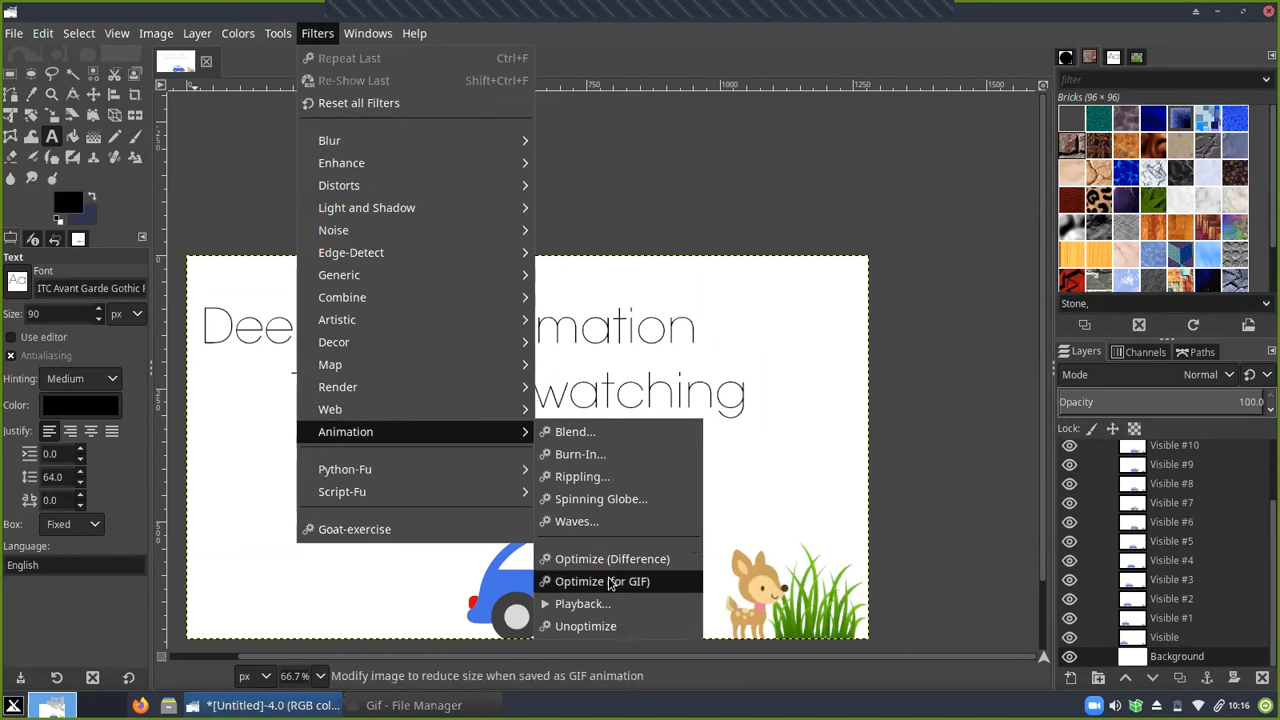 File Edit Select View Image Layer Colors Tools Filters Windows Help
Repeat Last Ctrl+F
Re-Show Last Shift+Ctrl+F
Reset all Filters
Blur
Enhance
Distorts
Light and Shadow
Noise
Edge-Detect
Generic
Combine
Artistic
Decor
Map
Render
Web
Animation
Python-Fu
Script-Fu
Goat-exercise
Blend...
Burn-In...
Rippling...
Spinning Globe...
Waves...
Optimize (Difference)
Optimize (for GIF)
Playback...
Unoptimize
0 750 1000 1250 1500
Text
Font
Aa ITC Avant Garde Gothic
Size: 90 px
Use editor
Antialiasing
Hinting: Medium
Color:
Justify:
0.0
64.0
0.0
Box: Fixed
Language:
English
Dee mation
watching
filter
Bricks (96 × 96)
Stone,
Layers Channels Paths
Mode Normal
Opacity 100.0
Lock:
Visible #10
Visible #9
Visible #8
Visible #7
Visible #6
Visible #5
Visible #4
Visible #3
Visible #2
Visible #1
Visible
Background
px 66.7% Modify image to reduce size when saved as GIF animation
*[Untitled]-4.0 (RGB col... Gif - File Manager 10:16